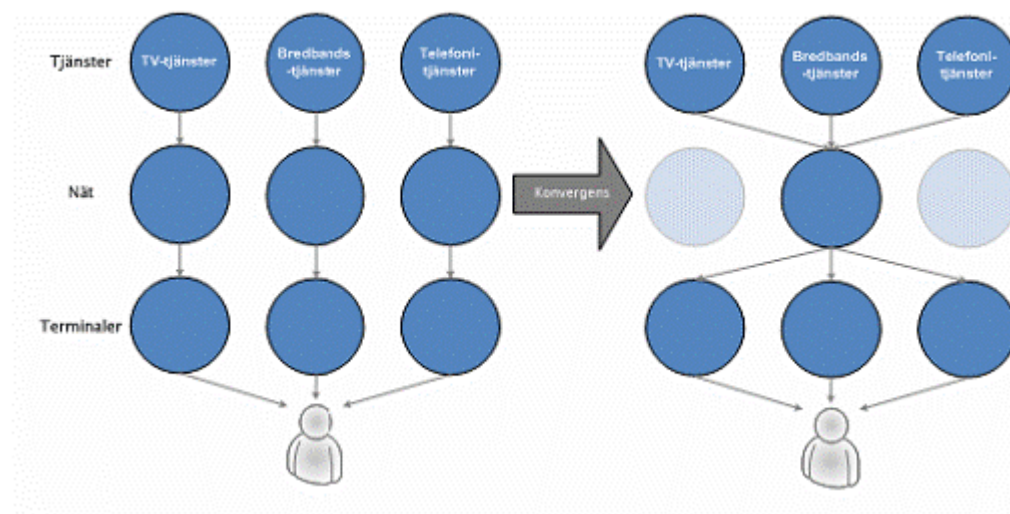 Tjänster
TV-tjänster
Bredbands
-tjänster
Telefoni-
tjänster
TV-tjänster
Bredbands
-tjänster
Telefoni-
tjänster
Nät
Konvergens
Terminaler